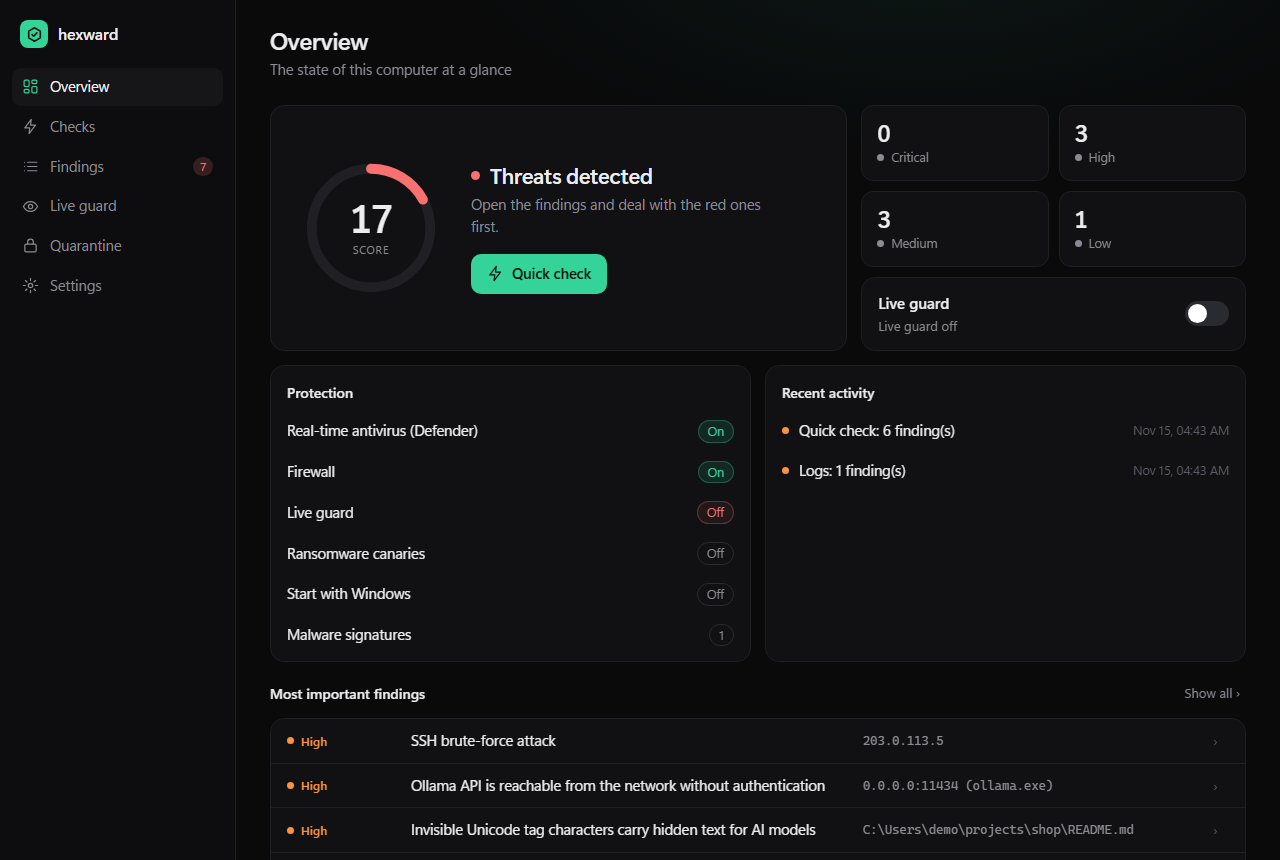 hexward
Overview
Checks
Findings 7
Live guard
Quarantine
Settings
Overview
The state of this computer at a glance
17
SCORE
Threats detected
Open the findings and deal with the red ones
first.
Quick check
0
Critical
3
High
3
Medium
1
Low
Live guard
Live guard off
Protection
Real-time antivirus (Defender) On
Firewall On
Live guard Off
Ransomware canaries Off
Start with Windows Off
Malware signatures 1
Recent activity
Quick check: 6 finding(s) Nov 15, 04:43 AM
Logs: 1 finding(s) Nov 15, 04:43 AM
Most important findings Show all ›
High SSH brute-force attack 203.0.113.5 ›
High Ollama API is reachable from the network without authentication 0.0.0.0:11434 (ollama.exe) ›
High Invisible Unicode tag characters carry hidden text for AI models C:\Users\demo\projects\shop\README.md ›